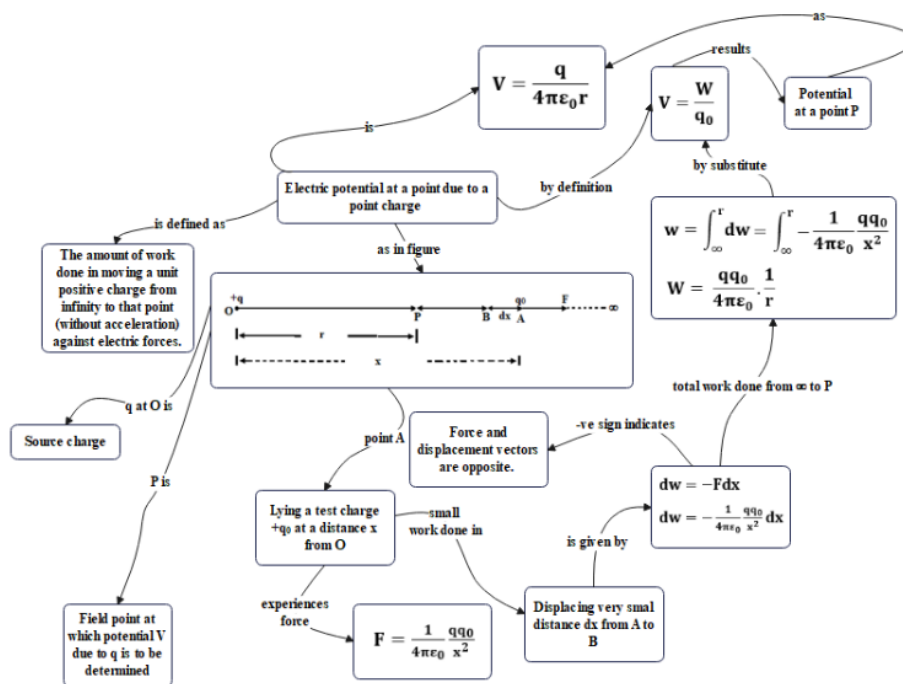 as
results
V = q / 4πε₀r
V = W / q₀
Potential
at a point P
is
by substitute
Electric potential at a point due to a
point charge
by definition
is defined as
as in figure
w = ∫∞^r dw = ∫∞^r − 1/4πε₀ qq₀/x²
W = qq₀/4πε₀ . 1/r
The amount of work
done in moving a unit
positive charge from
infinity to that point
(without acceleration)
against electric forces.
+q q₀ F
O P B dx A ∞
r
x
total work done from ∞ to P
q at O is
Source charge
point A
Force and
displacement vectors
are opposite.
-ve sign indicates
P is
Lying a test charge
+q₀ at a distance x
from O
small
work done in
dw = −Fdx
dw = − 1/4πε₀ qq₀/x² dx
is given by
experiences
force
Displacing very smal
distance dx from A to
B
Field point at
which potential V
due to q is to be
determined
F = 1/4πε₀ qq₀/x²